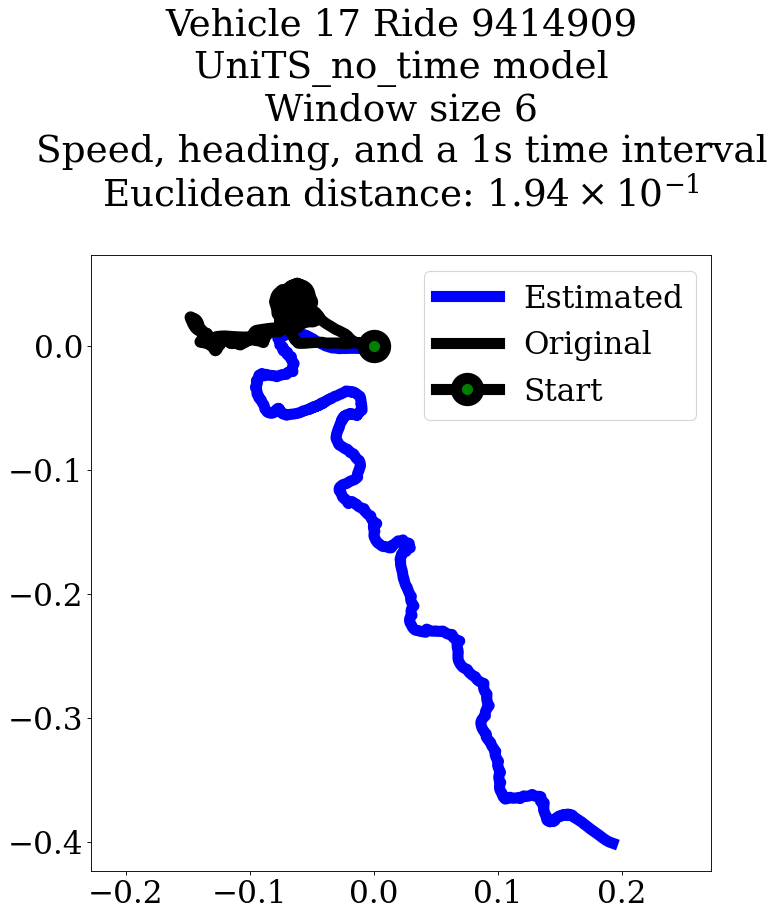 Vehicle 17 Ride 9414909
UniTS_no_time model
Window size 6
Speed, heading, and a 1s time interval
Euclidean distance: 1.94 × 10⁻¹
Estimated
Original
Start
0.0
−0.1
−0.2
−0.3
−0.4
−0.2 −0.1 0.0 0.1 0.2